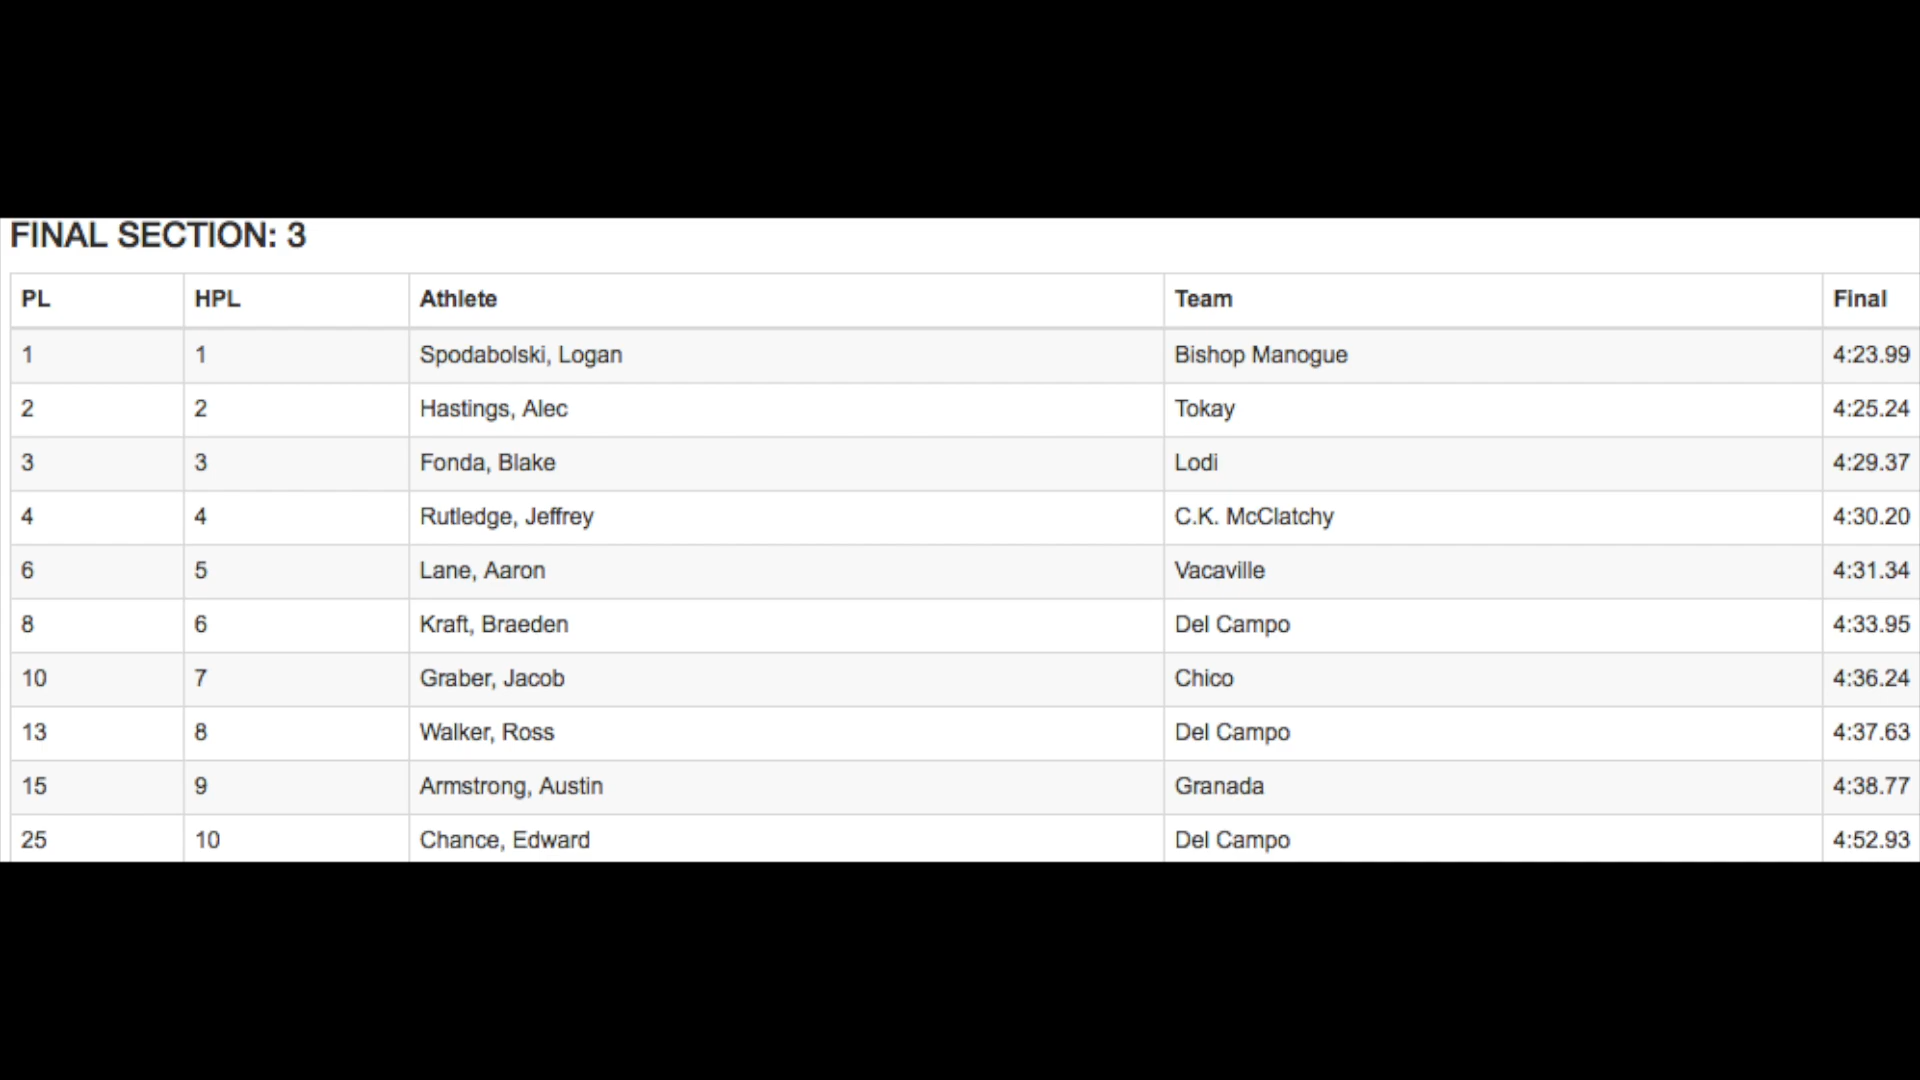 FINAL SECTION: 3
PL HPL Athlete Team Final
1 1 Spodabolski, Logan Bishop Manogue 4:23.99
2 2 Hastings, Alec Tokay 4:25.24
3 3 Fonda, Blake Lodi 4:29.37
4 4 Rutledge, Jeffrey C.K. McClatchy 4:30.20
6 5 Lane, Aaron Vacaville 4:31.34
8 6 Kraft, Braeden Del Campo 4:33.95
10 7 Graber, Jacob Chico 4:36.24
13 8 Walker, Ross Del Campo 4:37.63
15 9 Armstrong, Austin Granada 4:38.77
25 10 Chance, Edward Del Campo 4:52.93